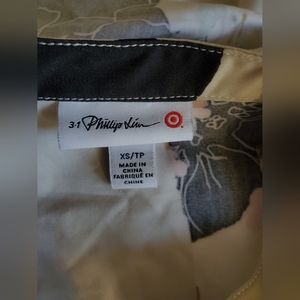 3.1 Phillip Lim
XS/TP
MADE IN
CHINA
FABRIQUÉ EN
CHINE